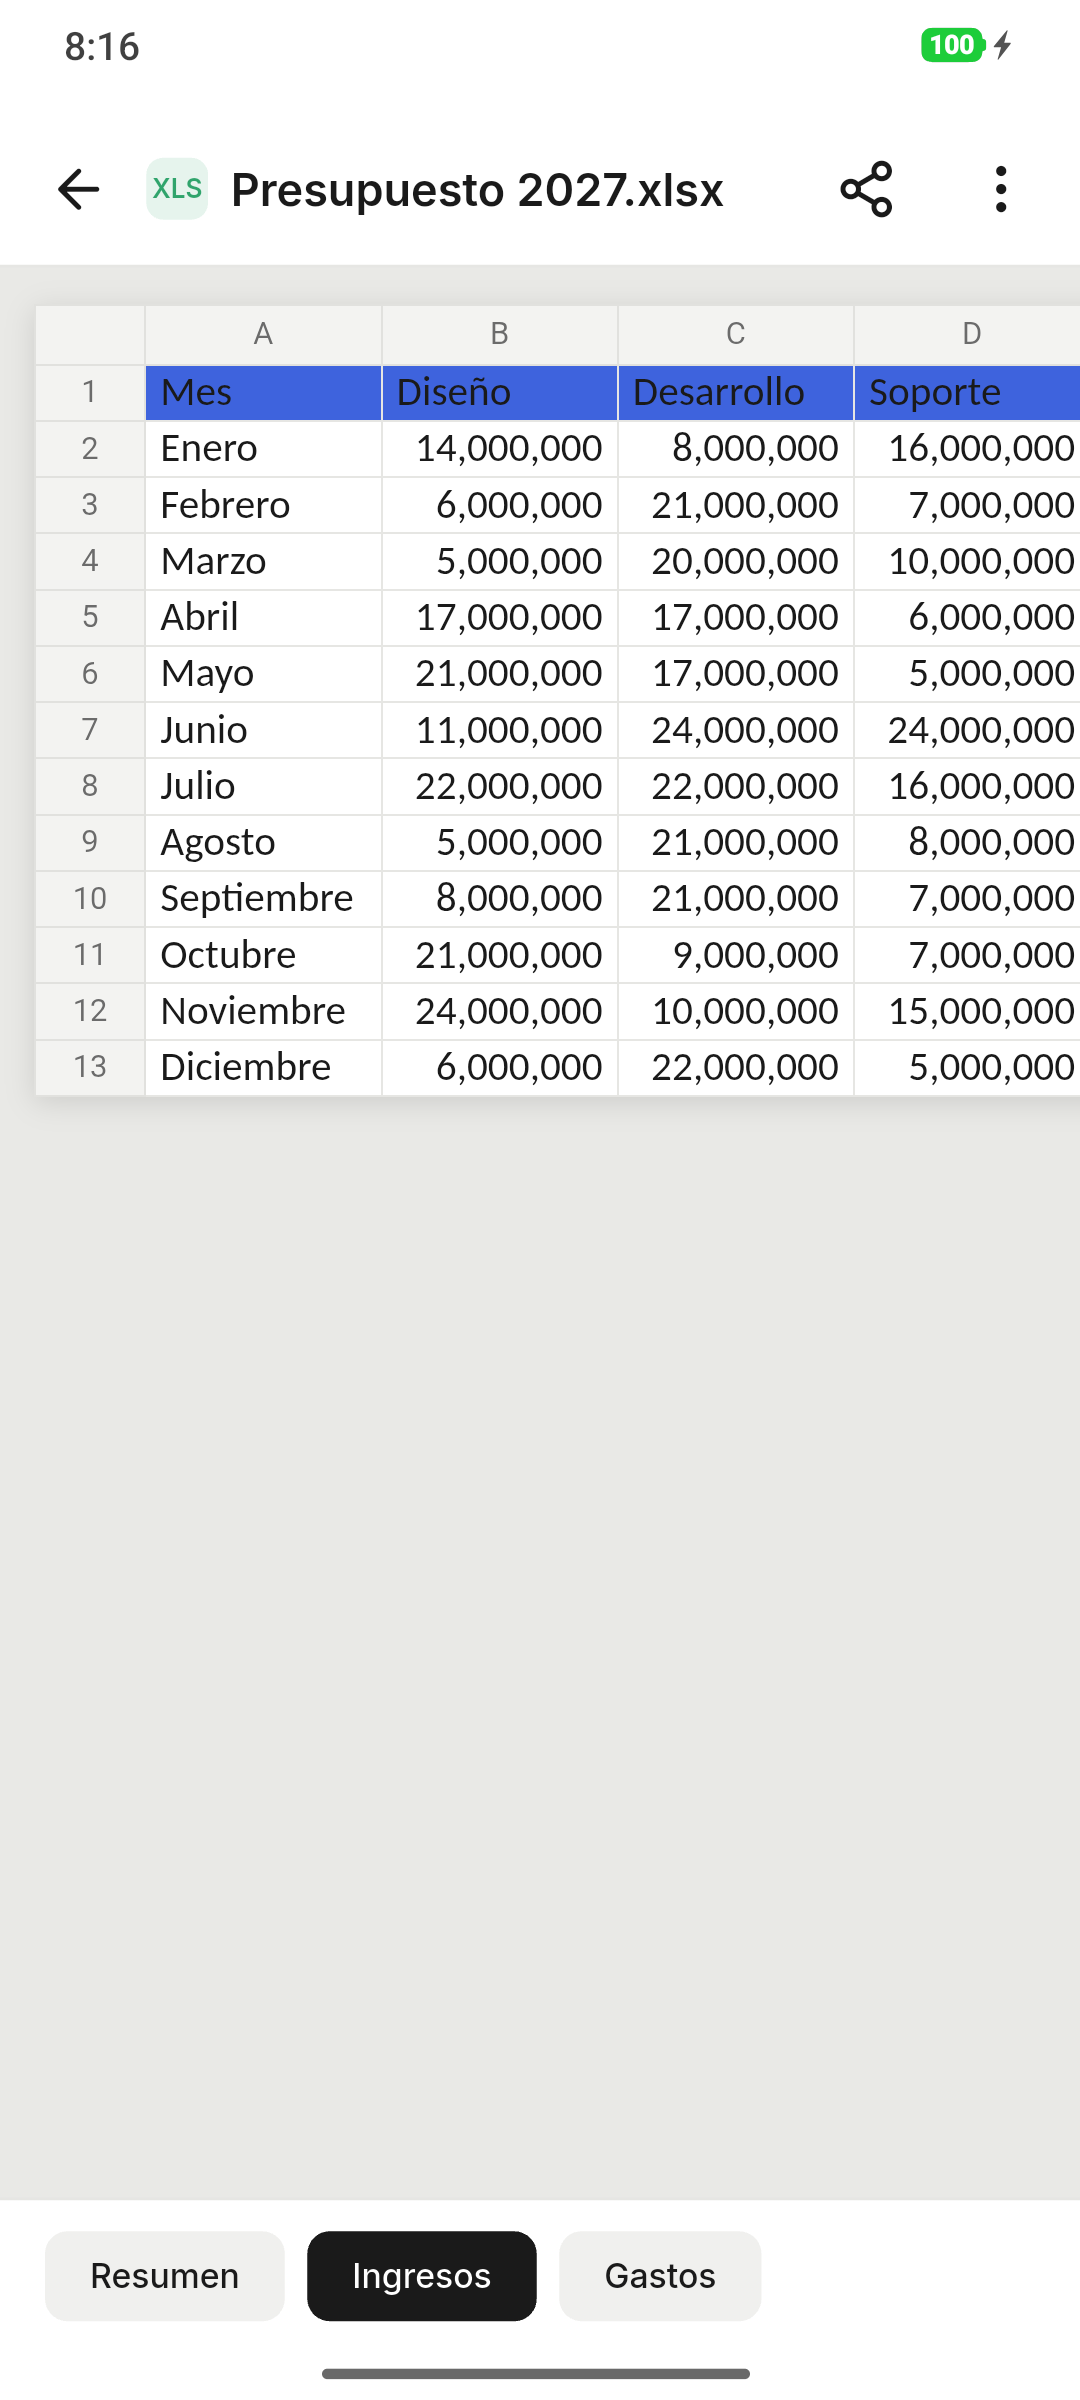 8:16
100
XLS Presupuesto 2027.xlsx
A B C D
1 Mes Diseño Desarrollo Soporte
2 Enero 14,000,000 8,000,000 16,000,000
3 Febrero 6,000,000 21,000,000 7,000,000
4 Marzo 5,000,000 20,000,000 10,000,000
5 Abril 17,000,000 17,000,000 6,000,000
6 Mayo 21,000,000 17,000,000 5,000,000
7 Junio 11,000,000 24,000,000 24,000,000
8 Julio 22,000,000 22,000,000 16,000,000
9 Agosto 5,000,000 21,000,000 8,000,000
10 Septiembre 8,000,000 21,000,000 7,000,000
11 Octubre 21,000,000 9,000,000 7,000,000
12 Noviembre 24,000,000 10,000,000 15,000,000
13 Diciembre 6,000,000 22,000,000 5,000,000
Resumen Ingresos Gastos